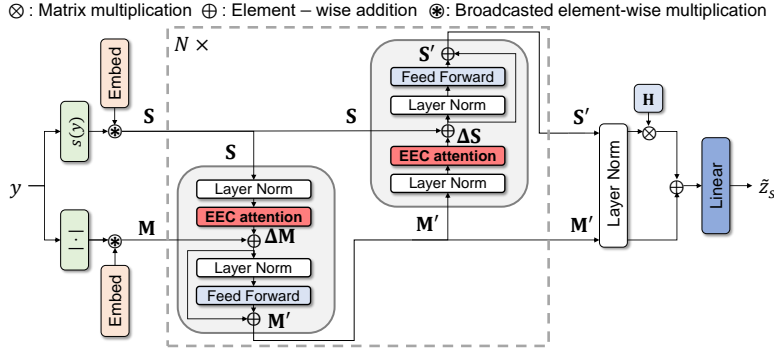 ⊗ : Matrix multiplication ⊕ : Element – wise addition ⊛: Broadcasted element-wise multiplication
N ×
Embed
S′
Feed Forward
Layer Norm
S
S
ΔS
s(y)
EEC attention
Layer Norm
S
S′
H
y
Layer Norm
Linear
z̃ₛ
Layer Norm
EEC attention
M
ΔM
M′
M′
| · |
Layer Norm
Embed
Feed Forward
M′